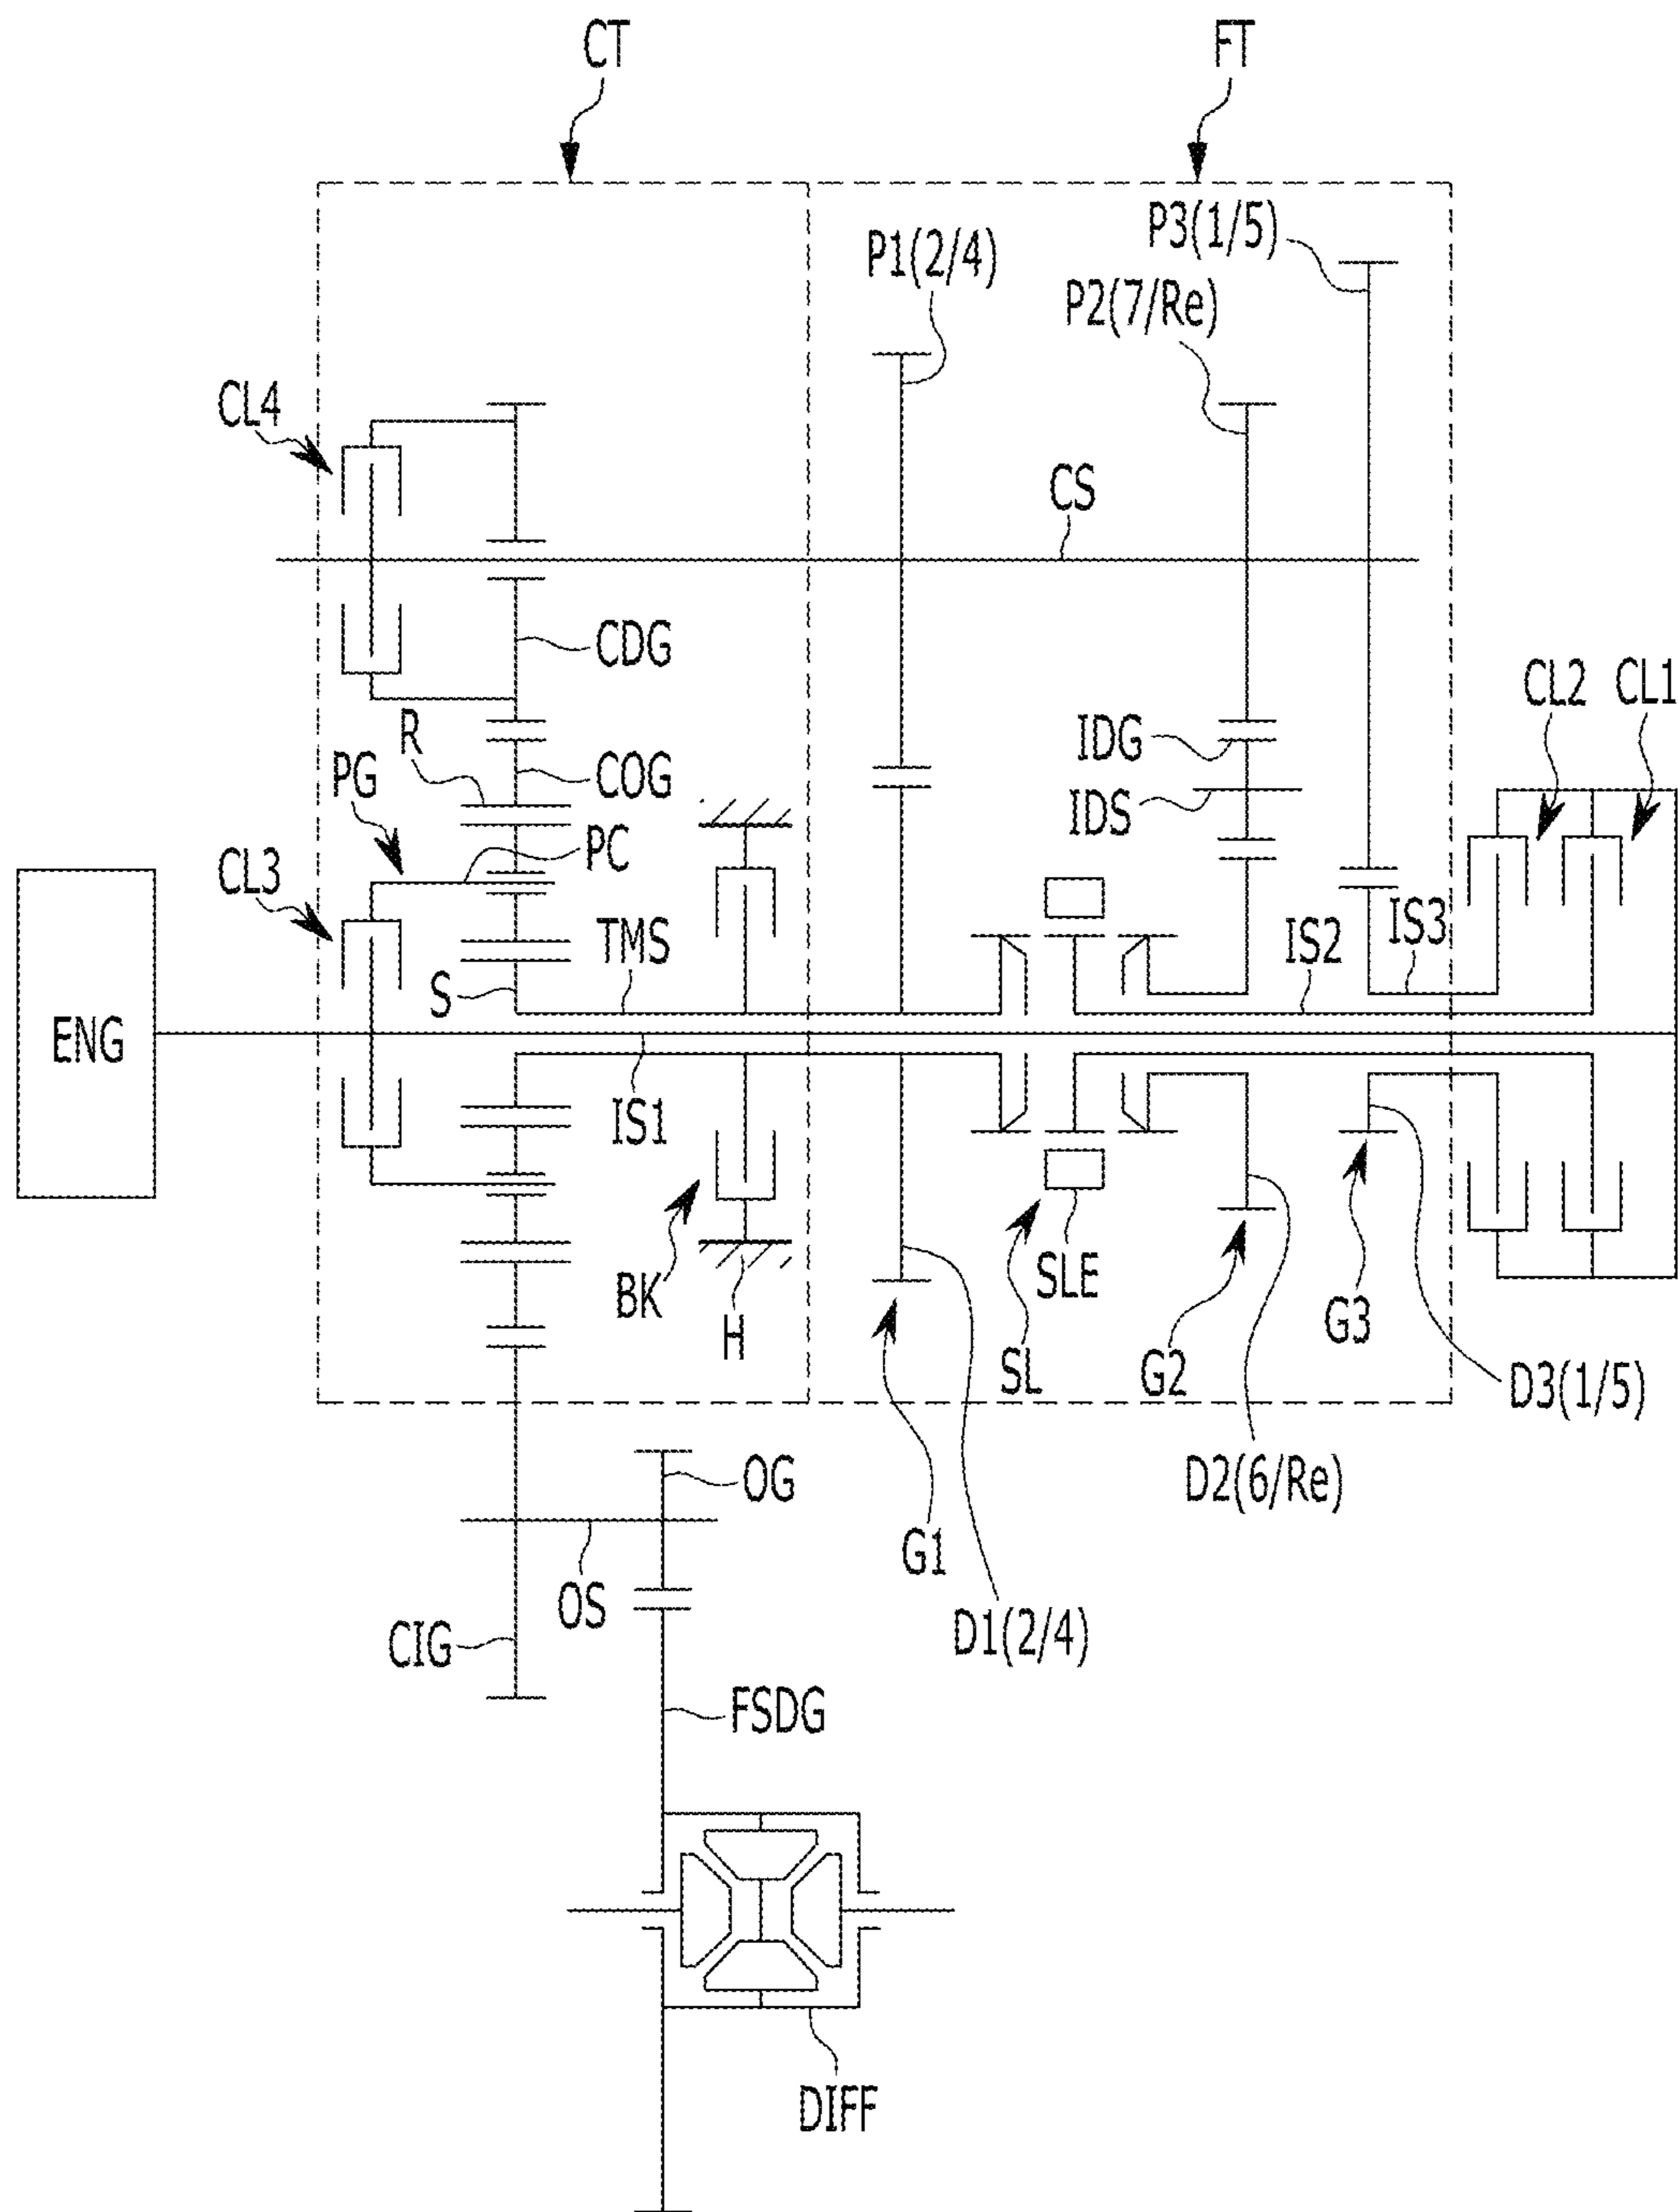 CT
FT
P3(1/5)
P1(2/4)
P2(7/Re)
CL4
CS
CDG
CL2
CL1
R
IDG
PG
COG
IDS
PC
CL3
TMS
IS2
IS3
S
ENG
IS1
BK
H
SLE
SL
G2
G3
D3(1/5)
OG
D2(6/Re)
G1
OS
D1(2/4)
CIG
FSDG
DIFF